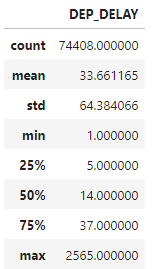 DEP_DELAY
count 74408.000000
mean 33.661165
std 64.384066
min 1.000000
25% 5.000000
50% 14.000000
75% 37.000000
max 2565.000000